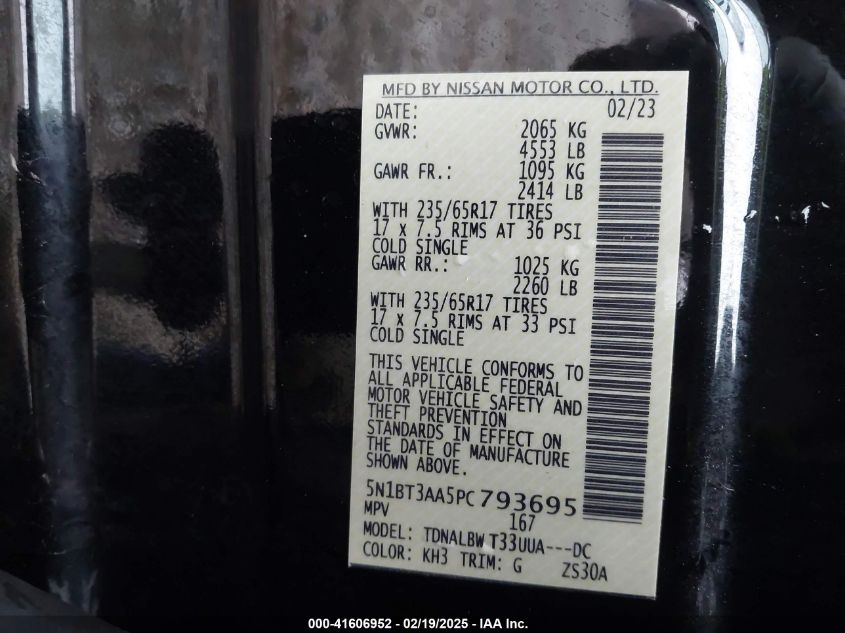 MFD BY NISSAN MOTOR CO., LTD.
DATE: 02/23
GVWR: 2065 KG
4553 LB
GAWR FR.: 1095 KG
2414 LB
WITH 235/65R17 TIRES
17 x 7.5 RIMS AT 36 PSI
COLD SINGLE
GAWR RR.: 1025 KG
2260 LB
WITH 235/65R17 TIRES
17 x 7.5 RIMS AT 33 PSI
COLD SINGLE
THIS VEHICLE CONFORMS TO
ALL APPLICABLE FEDERAL
MOTOR VEHICLE SAFETY AND
THEFT PREVENTION
STANDARDS IN EFFECT ON
THE DATE OF MANUFACTURE
SHOWN ABOVE.
5N1BT3AA5PC793695
MPV 167
MODEL: TDNALBW T33UUA---DC
COLOR: KH3 TRIM: G ZS30A
000-41606952 - 02/19/2025 - IAA Inc.